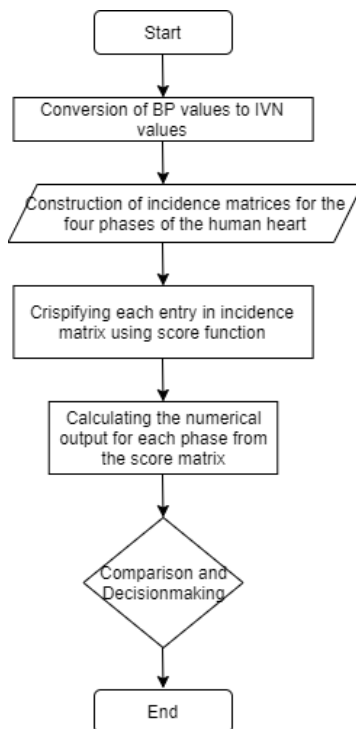 Start
Conversion of BP values to IVN
values
Construction of incidence matrices for the
four phases of the human heart
Crispifying each entry in incidence
matrix using score function
Calculating the numerical
output for each phase from
the score matrix
Comparison and
Decisionmaking
End